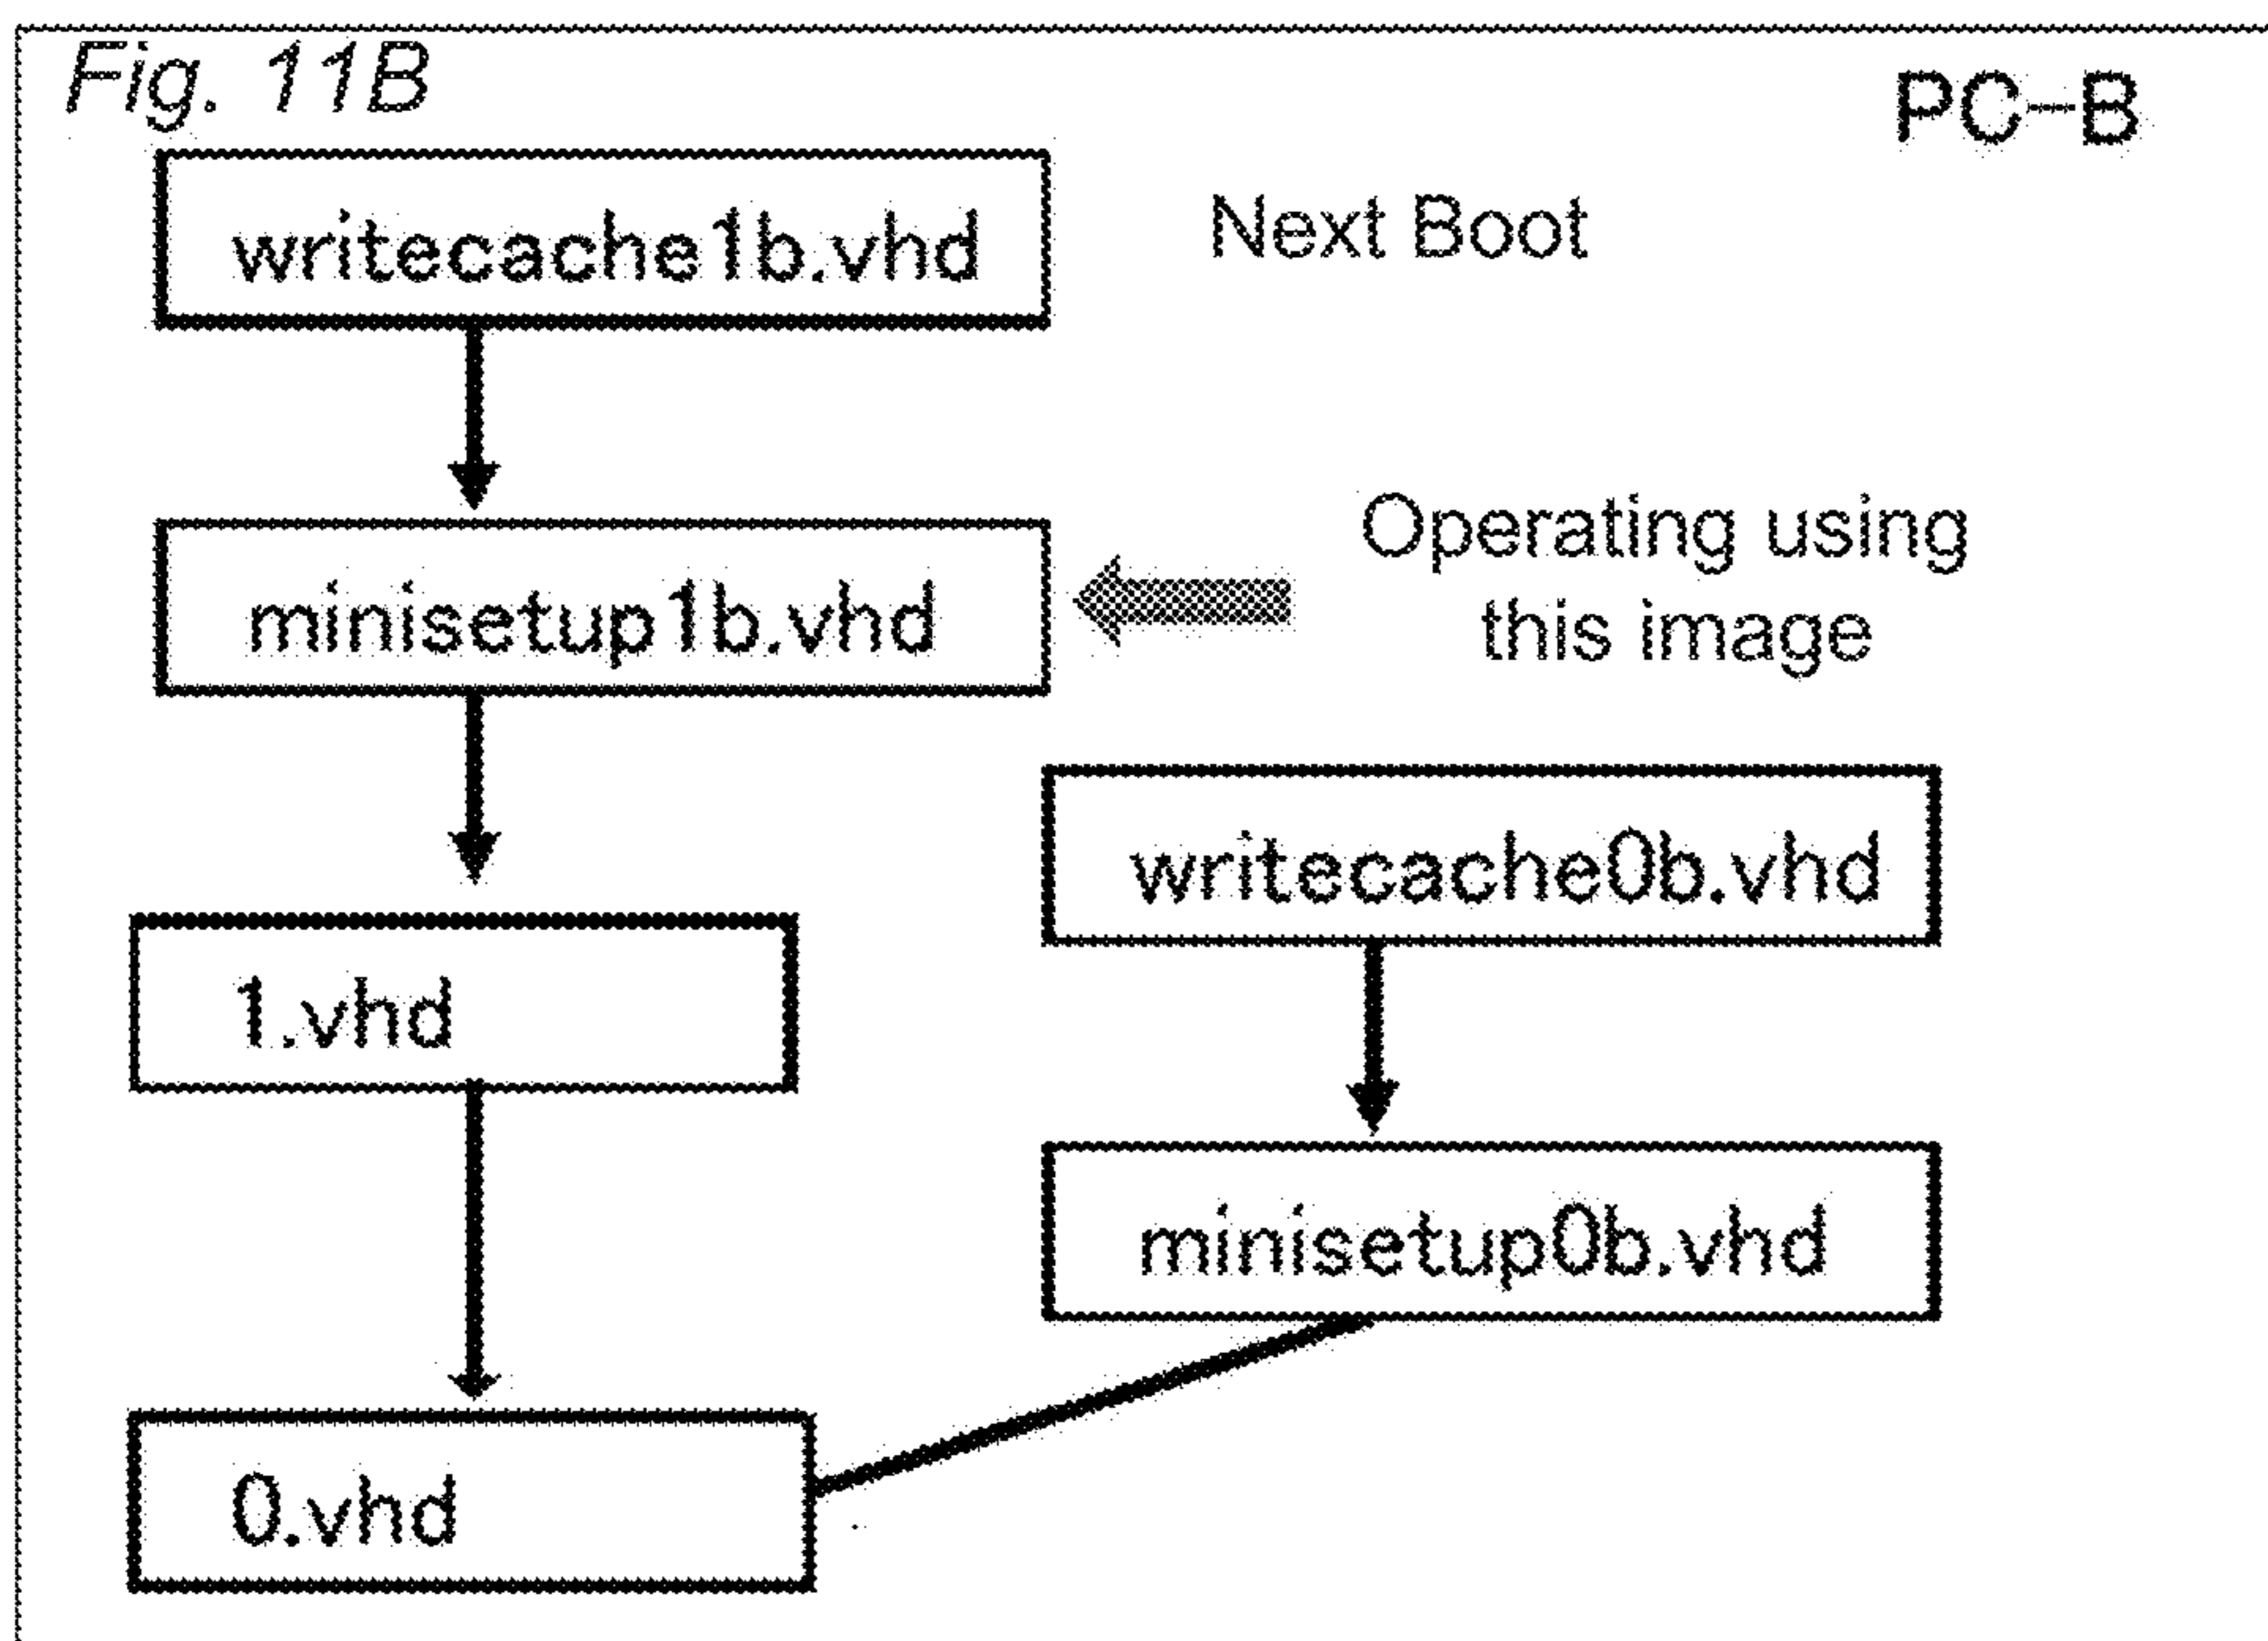 Fig. 11B
PC-B
writecache1b.vhd
Next Boot
minisetup1b.vhd
Operating using
this image
writecache0b.vhd
1.vhd
minisetup0b.vhd
0.vhd